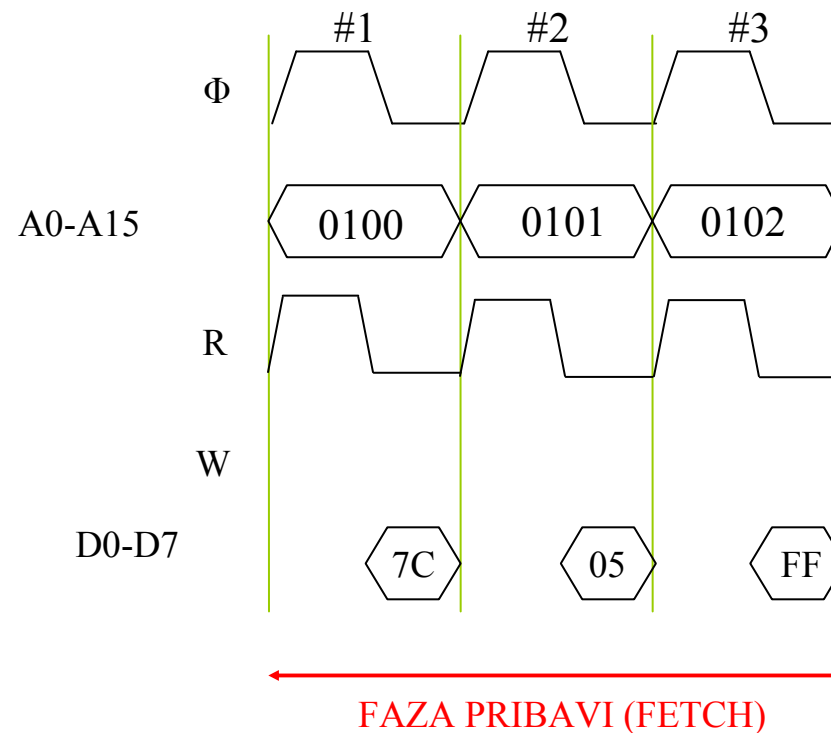 #1 #2 #3
Φ
A0-A15 0100 0101 0102
R
W
D0-D7 7C 05 FF
FAZA PRIBAVI (FETCH)